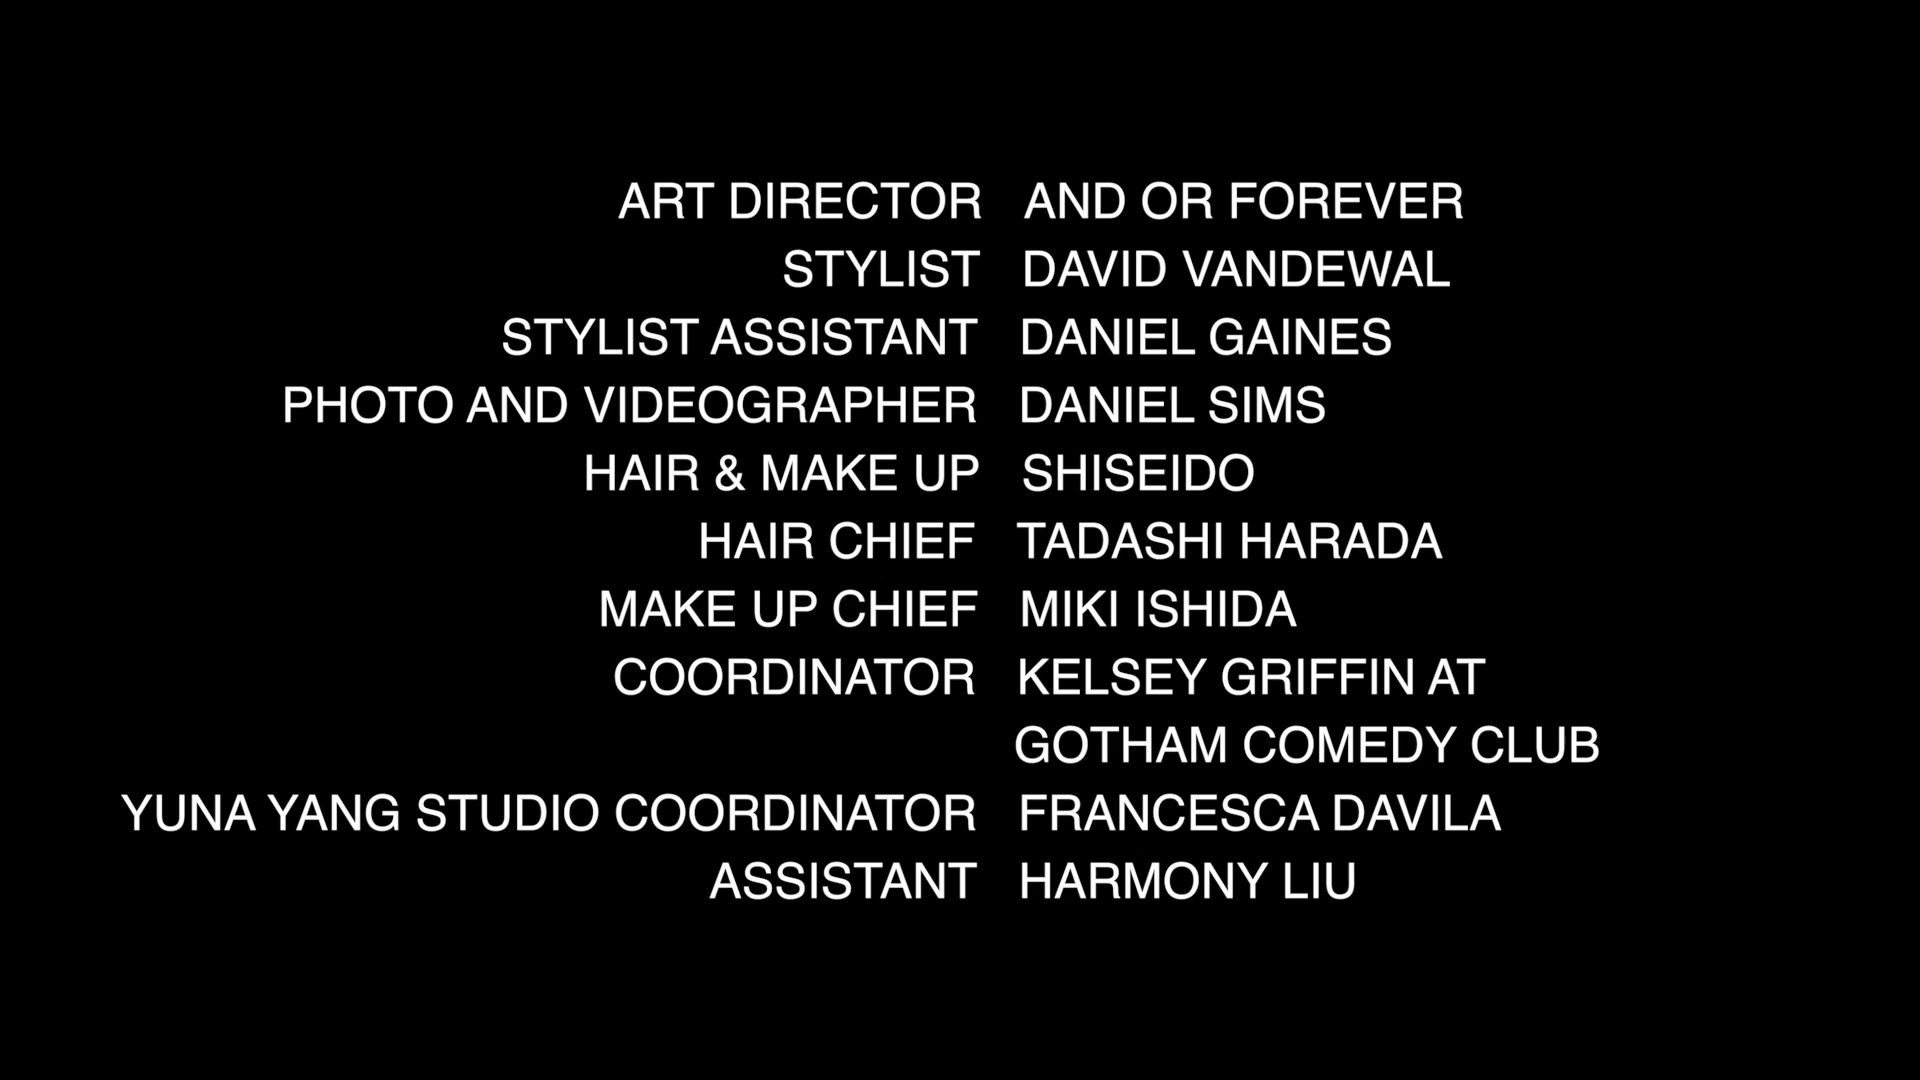 ART DIRECTOR AND OR FOREVER
STYLIST DAVID VANDEWAL
STYLIST ASSISTANT DANIEL GAINES
PHOTO AND VIDEOGRAPHER DANIEL SIMS
HAIR & MAKE UP SHISEIDO
HAIR CHIEF TADASHI HARADA
MAKE UP CHIEF MIKI ISHIDA
COORDINATOR KELSEY GRIFFIN AT
GOTHAM COMEDY CLUB
YUNA YANG STUDIO COORDINATOR FRANCESCA DAVILA
ASSISTANT HARMONY LIU